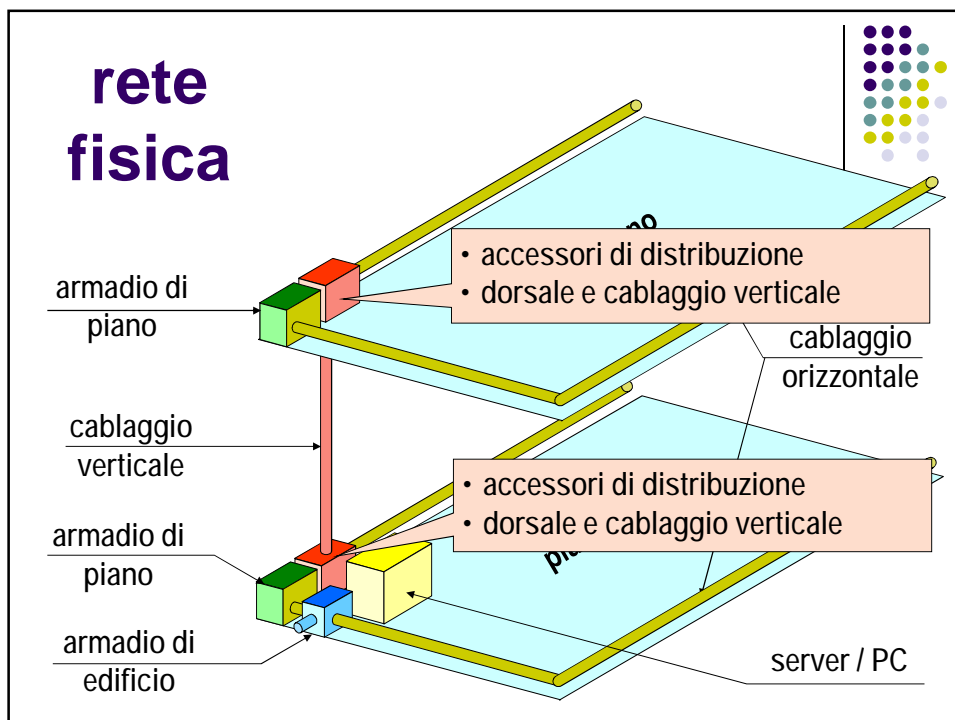 rete
fisica
• accessori di distribuzione
• dorsale e cablaggio verticale
armadio di
piano
cablaggio
orizzontale
cablaggio
verticale
• accessori di distribuzione
• dorsale e cablaggio verticale
armadio di
piano
armadio di
edificio
server / PC